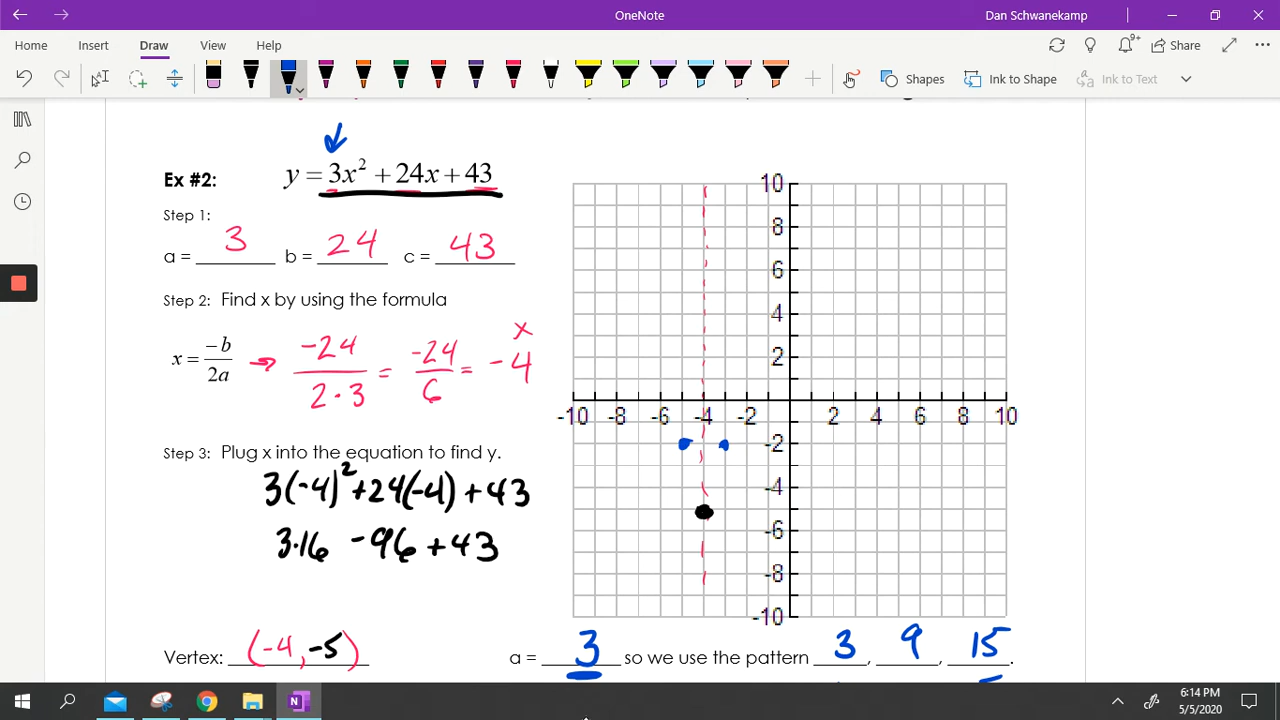 OneNote
Dan Schwanekamp
Home Insert Draw View Help
9+ Share
Shapes Ink to Shape Ink to Text
Ex #2: y = 3x² + 24x + 43
Step 1:
a = 3 b = 24 c = 43
Step 2: Find x by using the formula
x = -b/2a → -24/2·3 = -24/6 = -4
x
Step 3: Plug x into the equation to find y.
3(-4)²+24(-4)+43
3·16 -96+43
Vertex: (-4,-5)
10
8
6
4
2
-10 -8 -6 -4 -2 2 4 6 8 10
-2
-4
-6
-8
-10
a = 3 so we use the pattern 3, 9, 15.
6:14 PM
5/5/2020